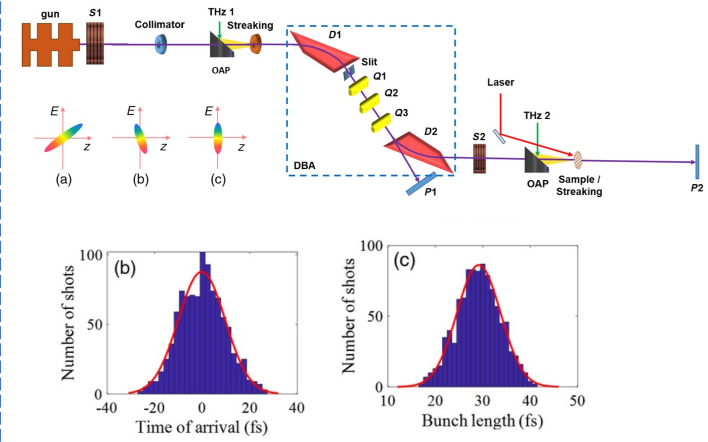 gun
S1
Collimator
THz 1
Streaking
OAP
D1
Slit
Q1
Q2
Q3
D2
DBA
P1
S2
Laser
THz 2
OAP
Sample /
Streaking
P2
E
z
(a)
E
z
(b)
E
z
(c)
(b)
Number of shots
100
50
0
-40 -20 0 20 40
Time of arrival (fs)
(c)
Number of shots
100
50
0
10 20 30 40 50
Bunch length (fs)